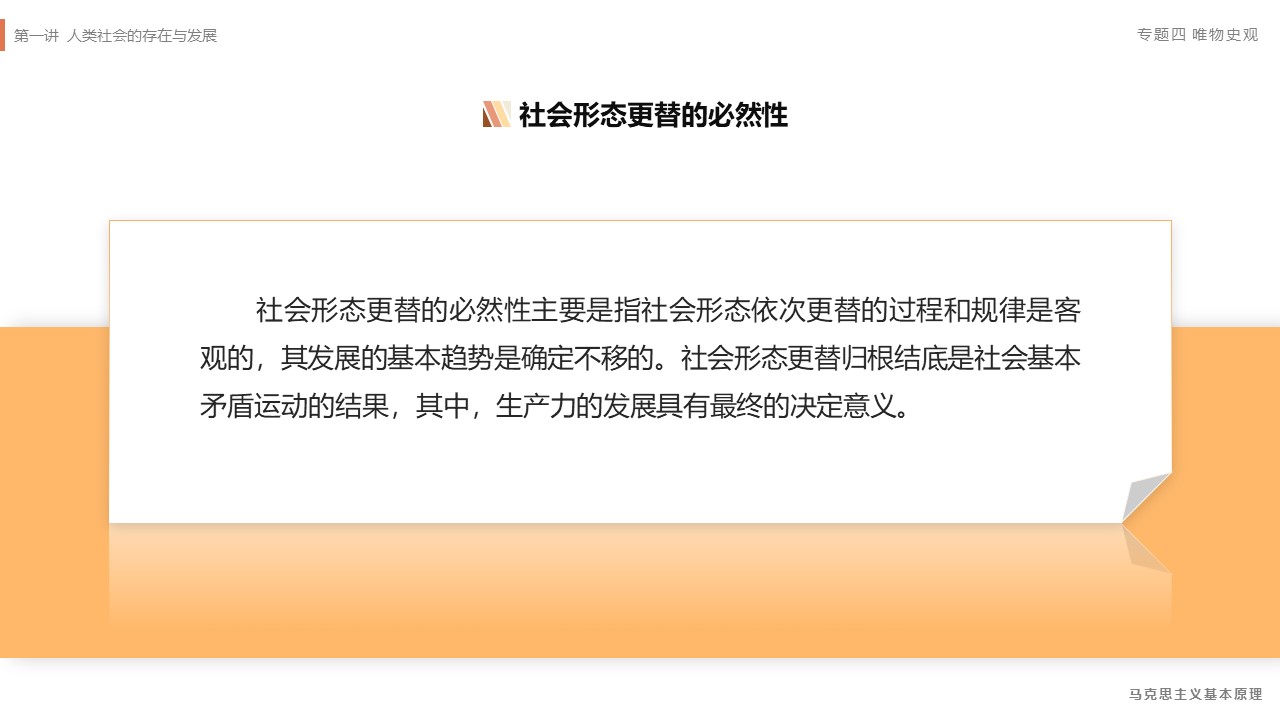 第一讲 人类社会的存在与发展
专题四 唯物史观
社会形态更替的必然性
社会形态更替的必然性主要是指社会形态依次更替的过程和规律是客
观的，其发展的基本趋势是确定不移的。社会形态更替归根结底是社会基本
矛盾运动的结果，其中，生产力的发展具有最终的决定意义。
马克思主义基本原理